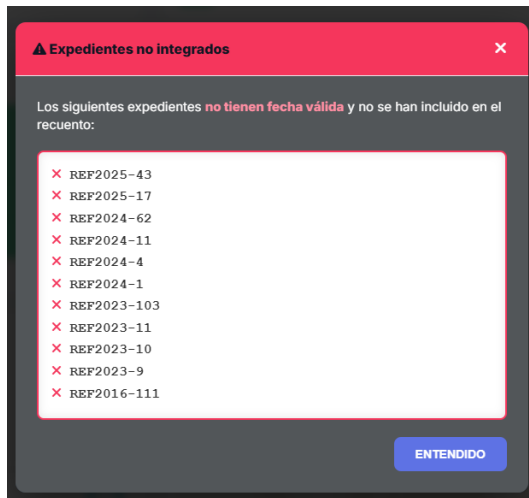 Expedientes no integrados
Los siguientes expedientes no tienen fecha válida y no se han incluido en el
recuento:
REF2025-43
REF2025-17
REF2024-62
REF2024-11
REF2024-4
REF2024-1
REF2023-103
REF2023-11
REF2023-10
REF2023-9
REF2016-111
ENTENDIDO